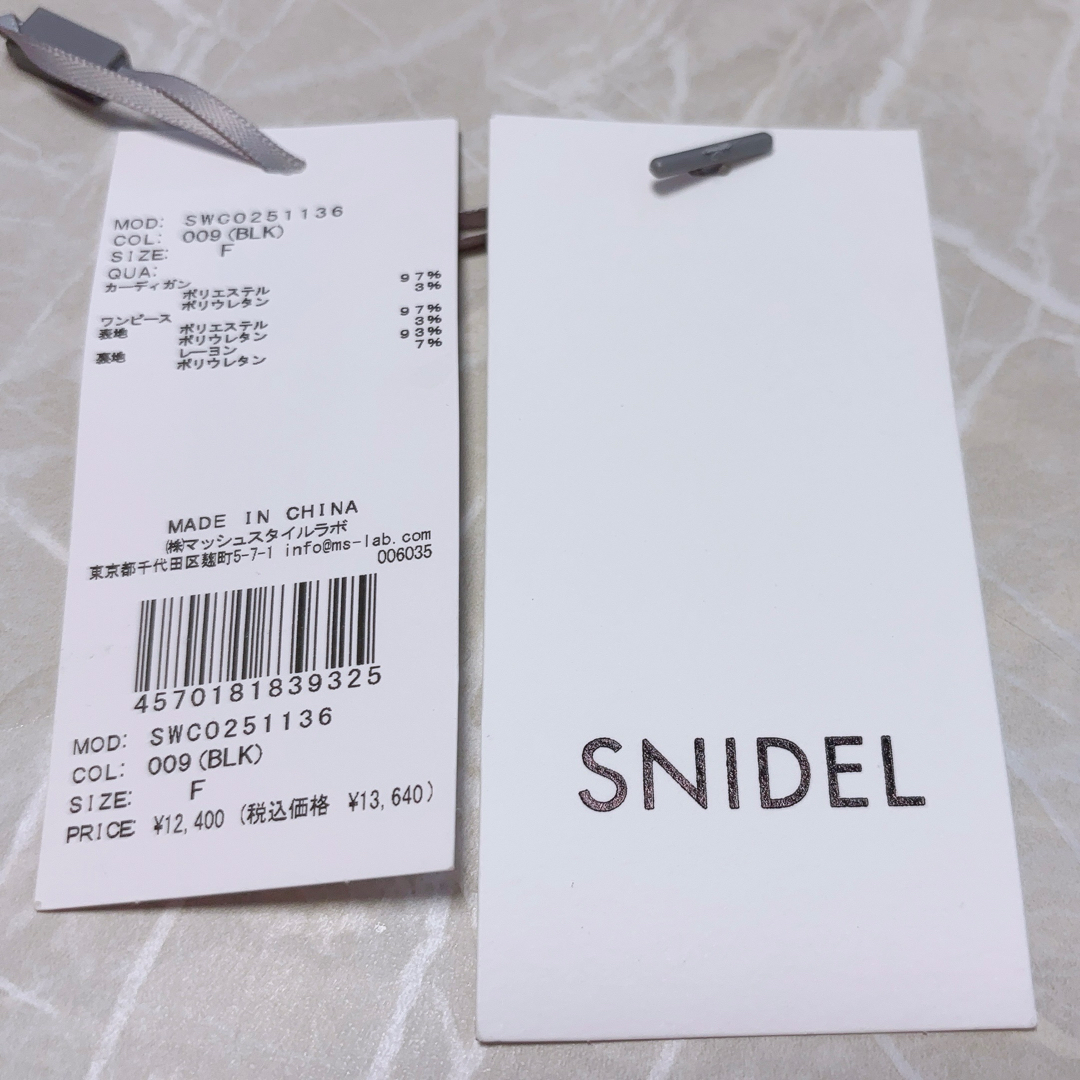 MOD: SWCO251136
COL: 009 (BLK)
SIZE: F
QUA:
カーディガン
ポリエステル 97%
ポリウレタン 3%
ワンピース
表地 ポリエステル 97%
ポリウレタン 3%
裏地 レーヨン 93%
ポリウレタン 7%
MADE IN CHINA
㈱マッシュスタイルラボ
東京都千代田区麹町5-7-1 info@ms-lab.com
006035
4570181839325
MOD: SWCO251136
COL: 009 (BLK)
SIZE: F
PRICE: ¥12,400 (税込価格 ¥13,640)
SNIDEL